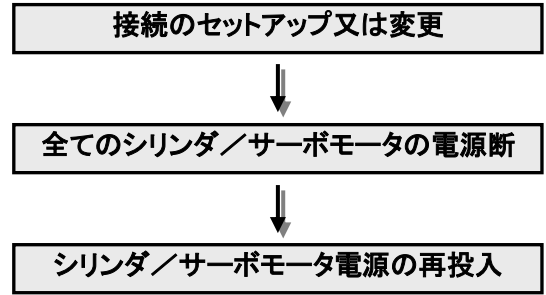 接続のセットアップ又は変更
全てのシリンダ／サーボモータの電源断
シリンダ／サーボモータ電源の再投入